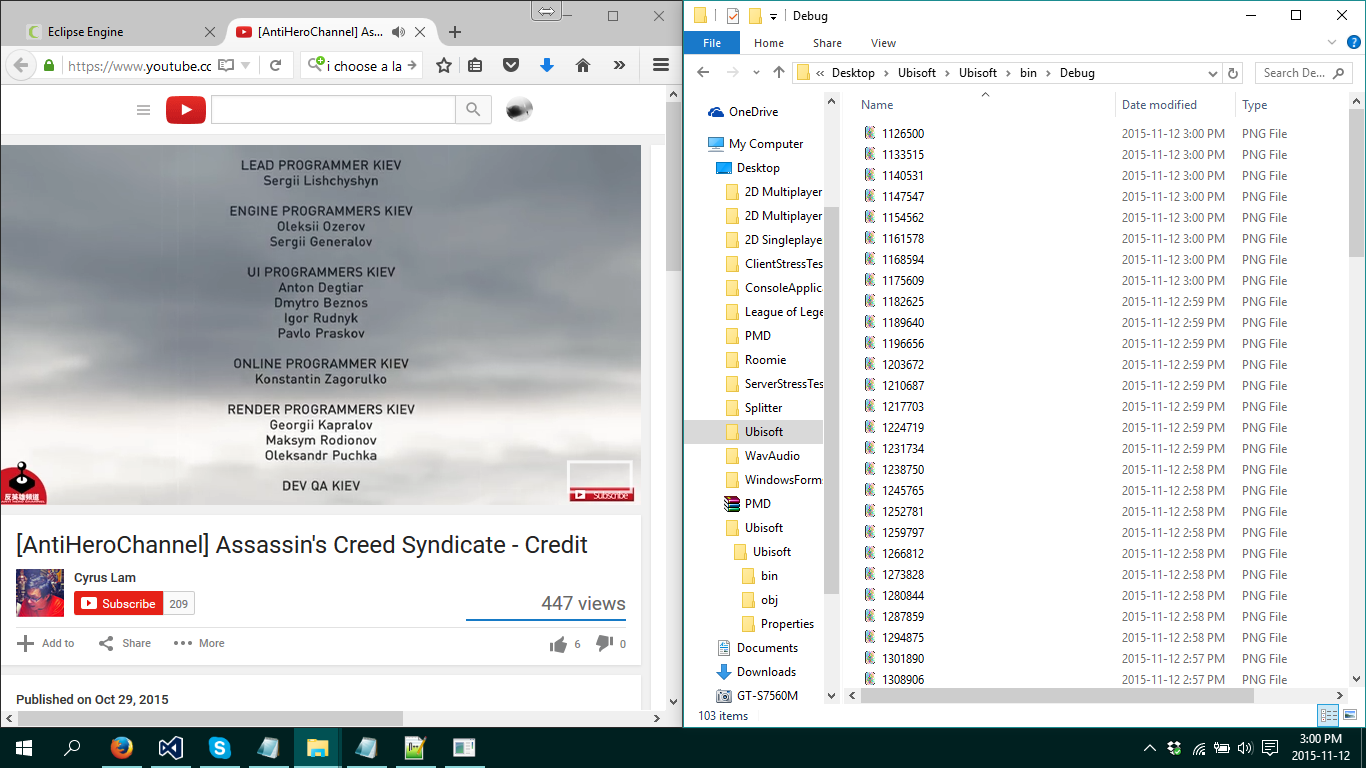 Eclipse Engine
[AntiHeroChannel] As...
https://www.youtube.cc
i choose a la
LEAD PROGRAMMER KIEV
Sergii Lishchyshyn
ENGINE PROGRAMMERS KIEV
Oleksii Ozerov
Sergii Generalov
UI PROGRAMMERS KIEV
Anton Degtiar
Dmytro Beznos
Igor Rudnyk
Pavlo Praskov
ONLINE PROGRAMMER KIEV
Konstantin Zagorulko
RENDER PROGRAMMERS KIEV
Georgii Kapralov
Maksym Rodionov
Oleksandr Puchka
DEV QA KIEV
反英雄頻道
Subscribe
[AntiHeroChannel] Assassin's Creed Syndicate - Credit
Cyrus Lam
Subscribe 209
447 views
Add to Share More 6 0
Published on Oct 29, 2015
Debug
File Home Share View
« Desktop Ubisoft Ubisoft bin Debug
Search De...
OneDrive
My Computer
Desktop
2D Multiplayer
2D Multiplayer
2D Singleplaye
ClientStressTes
ConsoleApplic
League of Lege
PMD
Roomie
ServerStressTes
Splitter
Ubisoft
WavAudio
WindowsForm
PMD
Ubisoft
Ubisoft
bin
obj
Properties
Documents
Downloads
GT-S7560M
Name Date modified Type
1126500 2015-11-12 3:00 PM PNG File
1133515 2015-11-12 3:00 PM PNG File
1140531 2015-11-12 3:00 PM PNG File
1147547 2015-11-12 3:00 PM PNG File
1154562 2015-11-12 3:00 PM PNG File
1161578 2015-11-12 3:00 PM PNG File
1168594 2015-11-12 3:00 PM PNG File
1175609 2015-11-12 3:00 PM PNG File
1182625 2015-11-12 2:59 PM PNG File
1189640 2015-11-12 2:59 PM PNG File
1196656 2015-11-12 2:59 PM PNG File
1203672 2015-11-12 2:59 PM PNG File
1210687 2015-11-12 2:59 PM PNG File
1217703 2015-11-12 2:59 PM PNG File
1224719 2015-11-12 2:59 PM PNG File
1231734 2015-11-12 2:59 PM PNG File
1238750 2015-11-12 2:58 PM PNG File
1245765 2015-11-12 2:58 PM PNG File
1252781 2015-11-12 2:58 PM PNG File
1259797 2015-11-12 2:58 PM PNG File
1266812 2015-11-12 2:58 PM PNG File
1273828 2015-11-12 2:58 PM PNG File
1280844 2015-11-12 2:58 PM PNG File
1287859 2015-11-12 2:58 PM PNG File
1294875 2015-11-12 2:58 PM PNG File
1301890 2015-11-12 2:57 PM PNG File
1308906 2015-11-12 2:57 PM PNG File
103 items
3:00 PM
2015-11-12